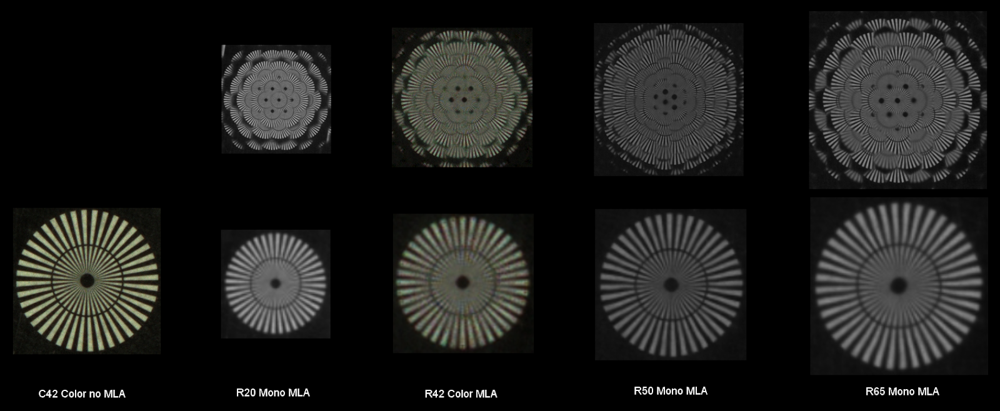 C42 Color no MLA
R20 Mono MLA
R42 Color MLA
R50 Mono MLA
R65 Mono MLA